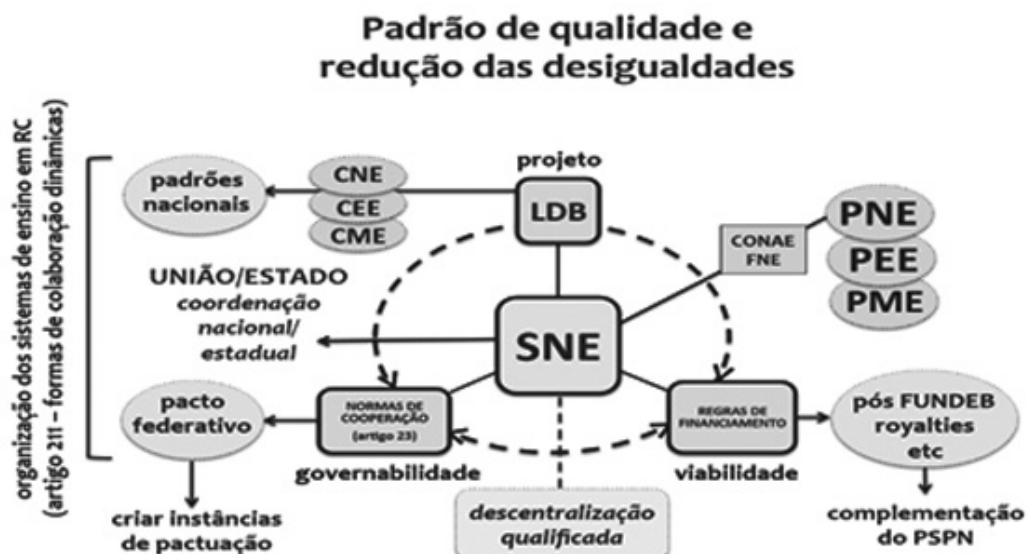 Padrão de qualidade e
redução das desigualdades
organização dos sistemas de ensino em RC
(artigo 211 – formas de colaboração dinâmicas)
projeto
LDB
padrões
nacionais
CNE
CEE
CME
PNE
PEE
PME
CONAE
FNE
UNIÃO/ESTADO
coordenação
nacional/
estadual
SNE
pacto
federativo
NORMAS DE
COOPERAÇÃO
(artigo 23)
governabilidade
REGRAS DE
FINANCIAMENTO
viabilidade
pós FUNDEB
royalties
etc
criar instâncias
de pactuação
descentralização
qualificada
complementação
do PSPN